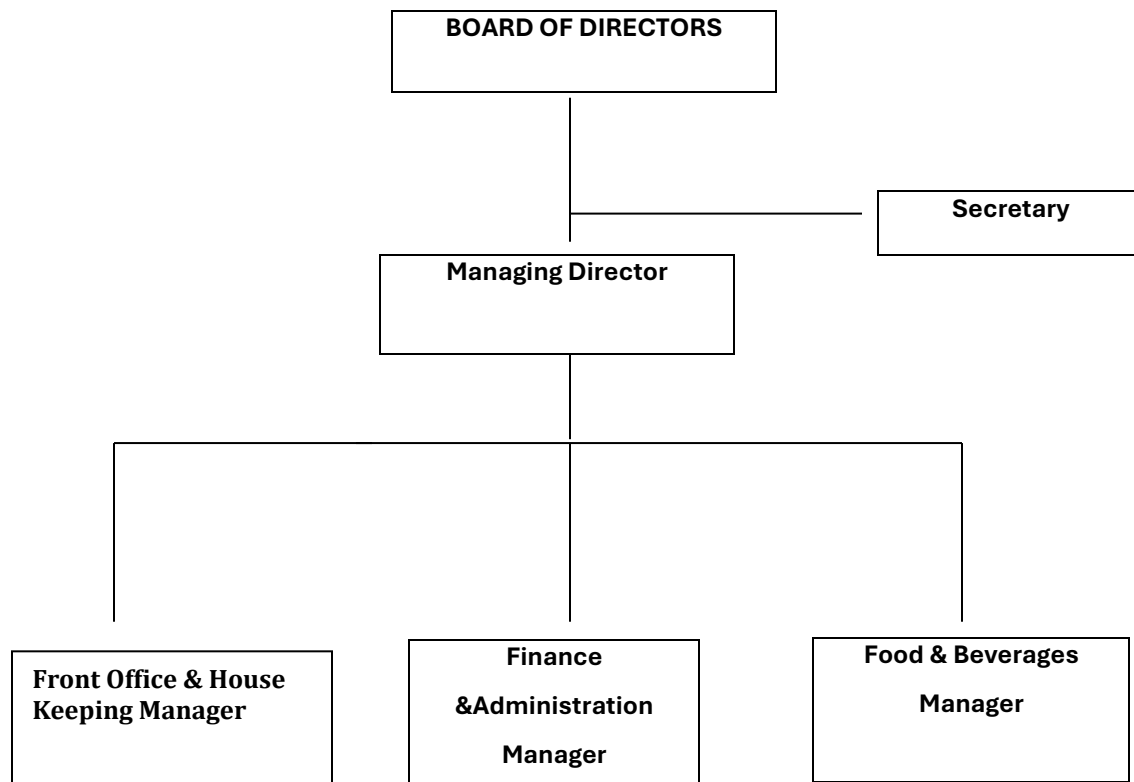 BOARD OF DIRECTORS
Secretary
Managing Director
Front Office & House
Keeping Manager
Finance
&Administration
Manager
Food & Beverages
Manager